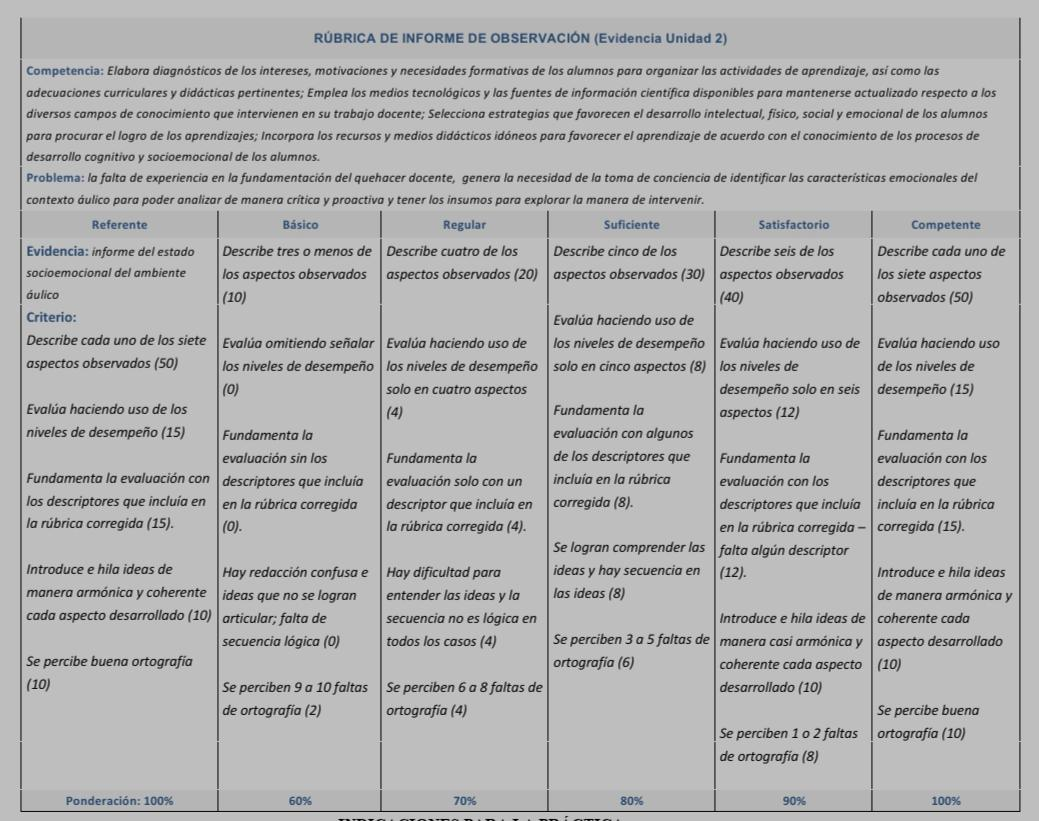 RÚBRICA DE INFORME DE OBSERVACIÓN (Evidencia Unidad 2)
Competencia: Elabora diagnósticos de los intereses, motivaciones y necesidades formativas de los alumnos para organizar las actividades de aprendizaje, así como las
adecuaciones curriculares y didácticas pertinentes; Emplea los medios tecnológicos y las fuentes de información científica disponibles para mantenerse actualizado respecto a los
diversos campos de conocimiento que intervienen en su trabajo docente; Selecciona estrategias que favorecen el desarrollo intelectual, físico, social y emocional de los alumnos
para procurar el logro de los aprendizajes; Incorpora los recursos y medios didácticos idóneos para favorecer el aprendizaje de acuerdo con el conocimiento de los procesos de
desarrollo cognitivo y socioemocional de los alumnos.
Problema: la falta de experiencia en la fundamentación del quehacer docente, genera la necesidad de la toma de conciencia de identificar las características emocionales del
contexto áulico para poder analizar de manera crítica y proactiva y tener los insumos para explorar la manera de intervenir.
Referente
Básico
Regular
Suficiente
Satisfactorio
Competente
Evidencia: informe del estado
socioemocional del ambiente
áulico
Describe tres o menos de
los aspectos observados
(10)
Describe cuatro de los
aspectos observados (20)
Describe cinco de los
aspectos observados (30)
Describe seis de los
aspectos observados
(40)
Describe cada uno de
los siete aspectos
observados (50)
Criterio:
Describe cada uno de los siete
aspectos observados (50)
Evalúa haciendo uso de los
niveles de desempeño (15)
Fundamenta la evaluación con
los descriptores que incluía en
la rúbrica corregida (15).
Introduce e hila ideas de
manera armónica y coherente
cada aspecto desarrollado (10)
Se percibe buena ortografía
(10)
Evalúa omitiendo señalar
los niveles de desempeño
(0)
Fundamenta la
evaluación sin los
descriptores que incluía
en la rúbrica corregida
(0).
Hay redacción confusa e
ideas que no se logran
articular; falta de
secuencia lógica (0)
Se perciben 9 a 10 faltas
de ortografía (2)
Evalúa haciendo uso de
los niveles de desempeño
solo en cuatro aspectos
(4)
Fundamenta la
evaluación solo con un
descriptor que incluía en
la rúbrica corregida (4).
Hay dificultad para
entender las ideas y la
secuencia no es lógica en
todos los casos (4)
Se perciben 6 a 8 faltas de
ortografía (4)
Evalúa haciendo uso de
los niveles de desempeño
solo en cinco aspectos (8)
Fundamenta la
evaluación con algunos
de los descriptores que
incluía en la rúbrica
corregida (8).
Se logran comprender las
ideas y hay secuencia en
las ideas (8)
Se perciben 3 a 5 faltas de
ortografía (6)
Evalúa haciendo uso de
los niveles de
desempeño solo en seis
aspectos (12)
Fundamenta la
evaluación con los
descriptores que incluía
en la rúbrica corregida –
falta algún descriptor
(12).
Introduce e hila ideas de
manera casi armónica y
coherente cada aspecto
desarrollado (10)
Se perciben 1 o 2 faltas
de ortografía (8)
Evalúa haciendo uso
de los niveles de
desempeño (15)
Fundamenta la
evaluación con los
descriptores que
incluía en la rúbrica
corregida (15).
Introduce e hila ideas
de manera armónica y
coherente cada
aspecto desarrollado
(10)
Se percibe buena
ortografía (10)
Ponderación: 100%
60%
70%
80%
90%
100%
INDICACIONES PARA LA PRÁCTICA